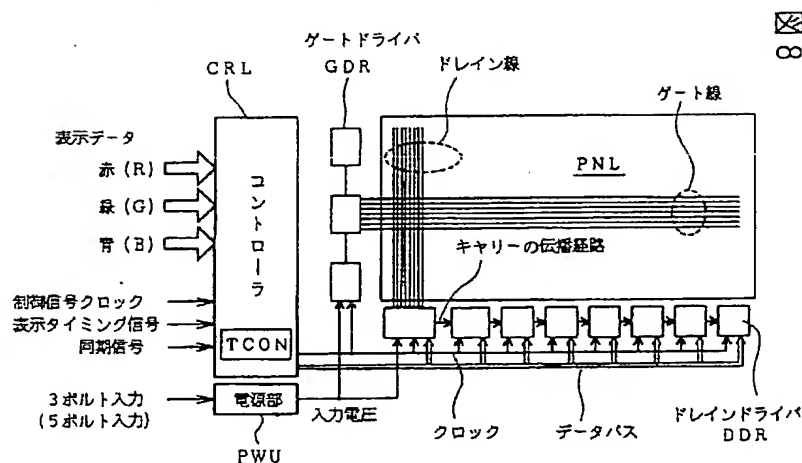 図8
ゲートドライバ
GDR
CRL
ドレイン線
ゲート線
表示データ
赤(R)
緑(G)
青(B)
コントローラ
PNL
キャリーの伝播経路
制御信号クロック
表示タイミング信号
同期信号
TCON
3ボルト入力
(5ボルト入力)
電源部
入力電圧
クロック
データバス
ドレインドライバ
DDR
PWU